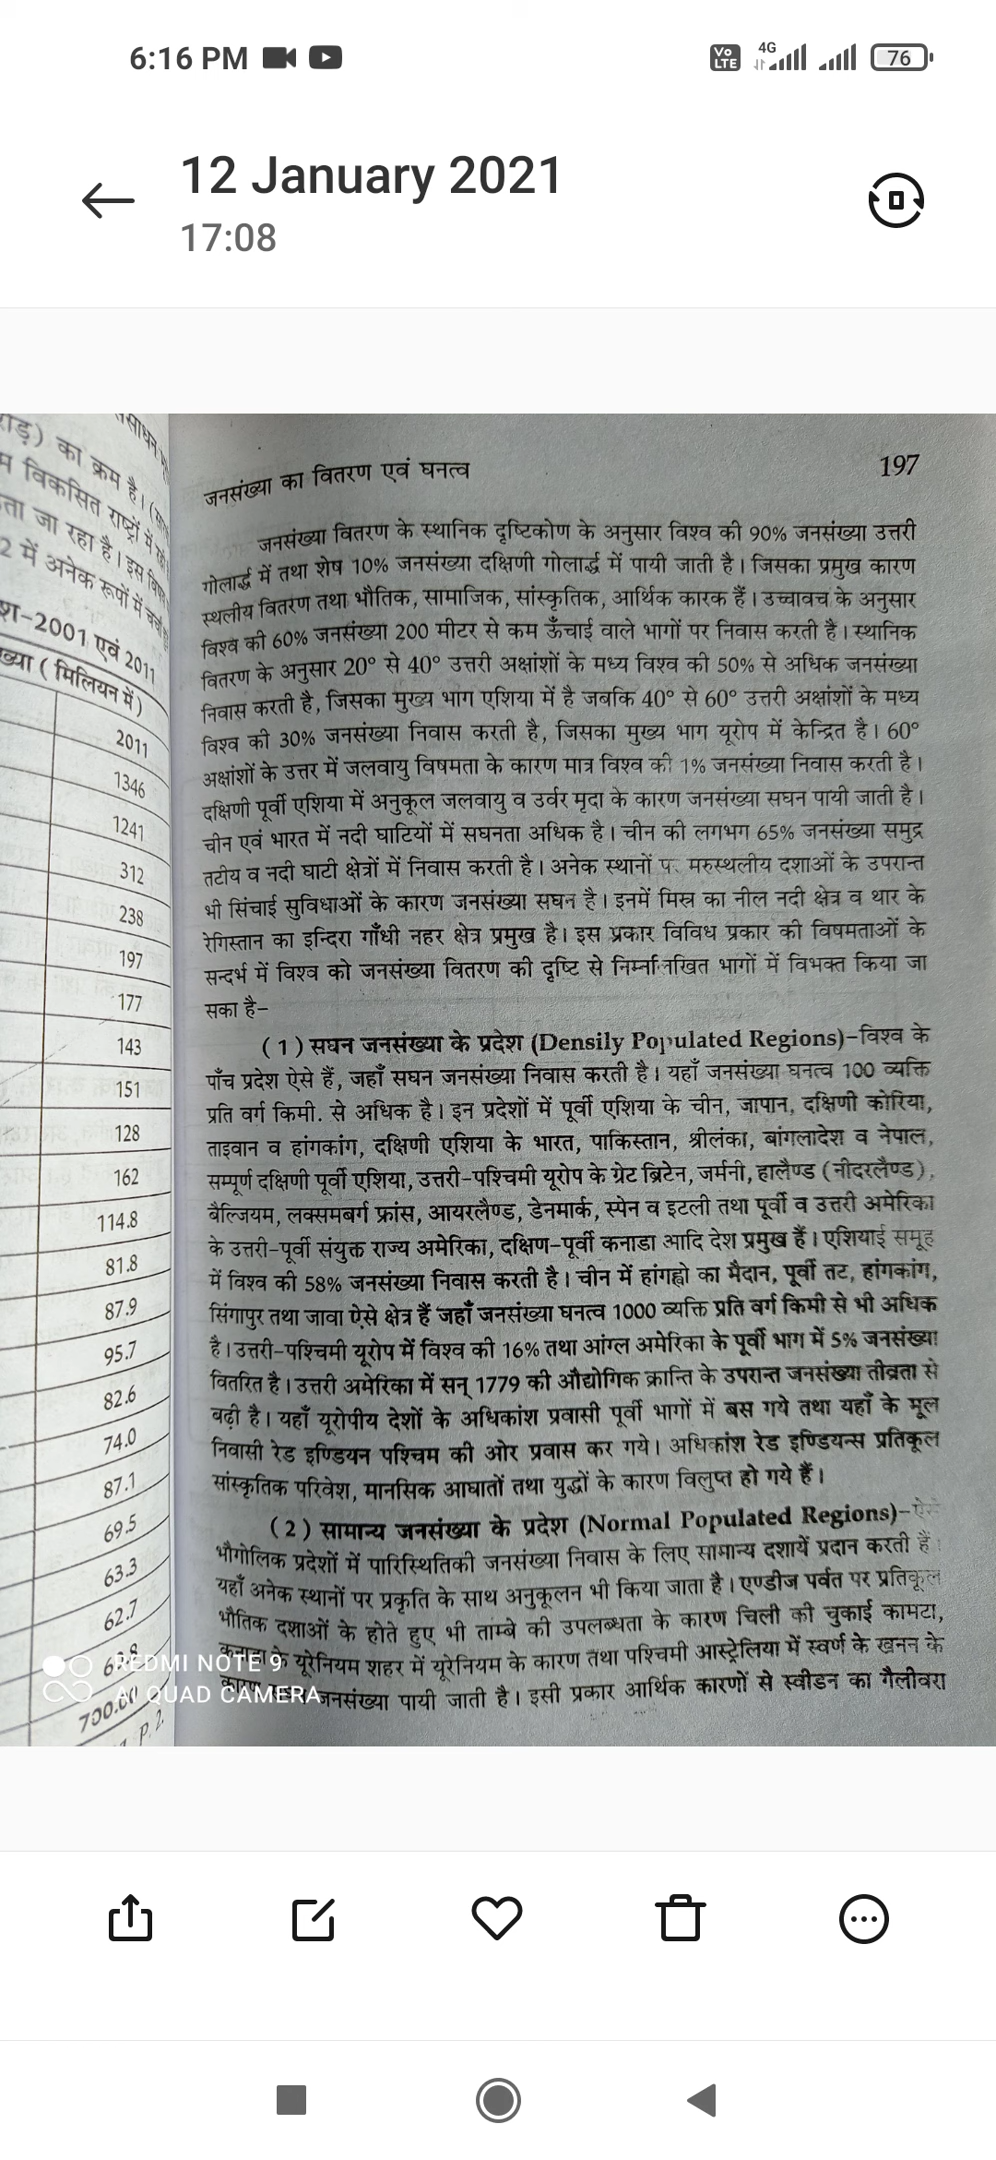 6:16 PM
Vo LTE 4G 76
12 January 2021
17:08
का क्रम है।
विकसित राष्ट्रों में
जा रहा है। इस
2 में अनेक रूपों में
2001 एवं 2011
(मिलियन में)
2011
1346
1241
312
238
197
177
143
151
128
162
114.8
81.8
87.9
95.7
82.6
74.0
87.1
69.5
63.3
62.7
जनसंख्या का वितरण एवं घनत्व 197
जनसंख्या वितरण के स्थानिक दृष्टिकोण के अनुसार विश्व की 90% जनसंख्या उत्तरी
गोलार्द्ध में तथा शेष 10% जनसंख्या दक्षिणी गोलार्द्ध में पायी जाती है। जिसका प्रमुख कारण
स्थलीय वितरण तथा भौतिक, सामाजिक, सांस्कृतिक, आर्थिक कारक हैं। उच्चावच के अनुसार
विश्व की 60% जनसंख्या 200 मीटर से कम ऊँचाई वाले भागों पर निवास करती है। स्थानिक
वितरण के अनुसार 20° से 40° उत्तरी अक्षांशों के मध्य विश्व की 50% से अधिक जनसंख्या
निवास करती है, जिसका मुख्य भाग एशिया में है जबकि 40° से 60° उत्तरी अक्षांशों के मध्य
विश्व की 30% जनसंख्या निवास करती है, जिसका मुख्य भाग यूरोप में केन्द्रित है। 60°
अक्षांशों के उत्तर में जलवायु विषमता के कारण मात्र विश्व की 1% जनसंख्या निवास करती है।
दक्षिणी पूर्वी एशिया में अनुकूल जलवायु व उर्वर मृदा के कारण जनसंख्या सघन पायी जाती है।
चीन एवं भारत में नदी घाटियों में सघनता अधिक है। चीन की लगभग 65% जनसंख्या समुद्र
तटीय व नदी घाटी क्षेत्रों में निवास करती है। अनेक स्थानों मरुस्थलीय दशाओं के उपरान्त
भी सिंचाई सुविधाओं के कारण जनसंख्या सघन है। इनमें मिस्र का नील नदी क्षेत्र व थार के
रेगिस्तान का इन्दिरा गाँधी नहर क्षेत्र प्रमुख है। इस प्रकार विविध प्रकार की विषमताओं के
सन्दर्भ में विश्व को जनसंख्या वितरण की दृष्टि से निम्नलिखित भागों में विभक्त किया जा
सका है–
(1) सघन जनसंख्या के प्रदेश (Densily Populated Regions)–विश्व के
पाँच प्रदेश ऐसे हैं, जहाँ सघन जनसंख्या निवास करती है। यहाँ जनसंख्या घनत्व 100 व्यक्ति
प्रति वर्ग किमी. से अधिक है। इन प्रदेशों में पूर्वी एशिया के चीन, जापान, दक्षिणी कोरिया,
ताइवान व हांगकांग, दक्षिणी एशिया के भारत, पाकिस्तान, श्रीलंका, बांगलादेश व नेपाल,
सम्पूर्ण दक्षिणी पूर्वी एशिया, उत्तरी-पश्चिमी यूरोप के ग्रेट ब्रिटेन, जर्मनी, हालैण्ड (नीदरलैण्ड),
बैल्जियम, लक्समबर्ग फ्रांस, आयरलैण्ड, डेनमार्क, स्पेन व इटली तथा पूर्वी व उत्तरी अमेरिका
के उत्तरी-पूर्वी संयुक्त राज्य अमेरिका, दक्षिण-पूर्वी कनाडा आदि देश प्रमुख हैं। एशियाई समूह
में विश्व की 58% जनसंख्या निवास करती है। चीन में हांगह्वो का मैदान, पूर्वी तट, हांगकांग,
सिंगापुर तथा जावा ऐसे क्षेत्र हैं जहाँ जनसंख्या घनत्व 1000 व्यक्ति प्रति वर्ग किमी से भी अधिक
है। उत्तरी-पश्चिमी यूरोप में विश्व की 16% तथा आंग्ल अमेरिका के पूर्वी भाग में 5% जनसंख्या
वितरित है। उत्तरी अमेरिका में सन् 1779 की औद्योगिक क्रान्ति के उपरान्त जनसंख्या तीव्रता से
बढ़ी है। यहाँ यूरोपीय देशों के अधिकांश प्रवासी पूर्वी भागों में बस गये तथा यहाँ के मूल
निवासी रेड इण्डियन पश्चिम की ओर प्रवास कर गये। अधिकांश रेड इण्डियन्स प्रतिकूल
सांस्कृतिक परिवेश, मानसिक आघातों तथा युद्धों के कारण विलुप्त हो गये हैं।
(2) सामान्य जनसंख्या के प्रदेश (Normal Populated Regions)–ऐसे
भौगोलिक प्रदेशों में पारिस्थितिकी जनसंख्या निवास के लिए सामान्य दशायें प्रदान करती हैं।
यहाँ अनेक स्थानों पर प्रकृति के साथ अनुकूलन भी किया जाता है। एण्डीज पर्वत पर प्रतिकूल
भौतिक दशाओं के होते हुए भी ताम्बे की उपलब्धता के कारण चिली की चुकाई कामटा,
कनाडा के यूरेनियम शहर में यूरेनियम के कारण तथा पश्चिमी आस्ट्रेलिया में स्वर्ण के खनन के
कारण जनसंख्या पायी जाती है। इसी प्रकार आर्थिक कारणों से स्वीडन का गैलीवरा
REDMI NOTE 9
AI QUAD CAMERA